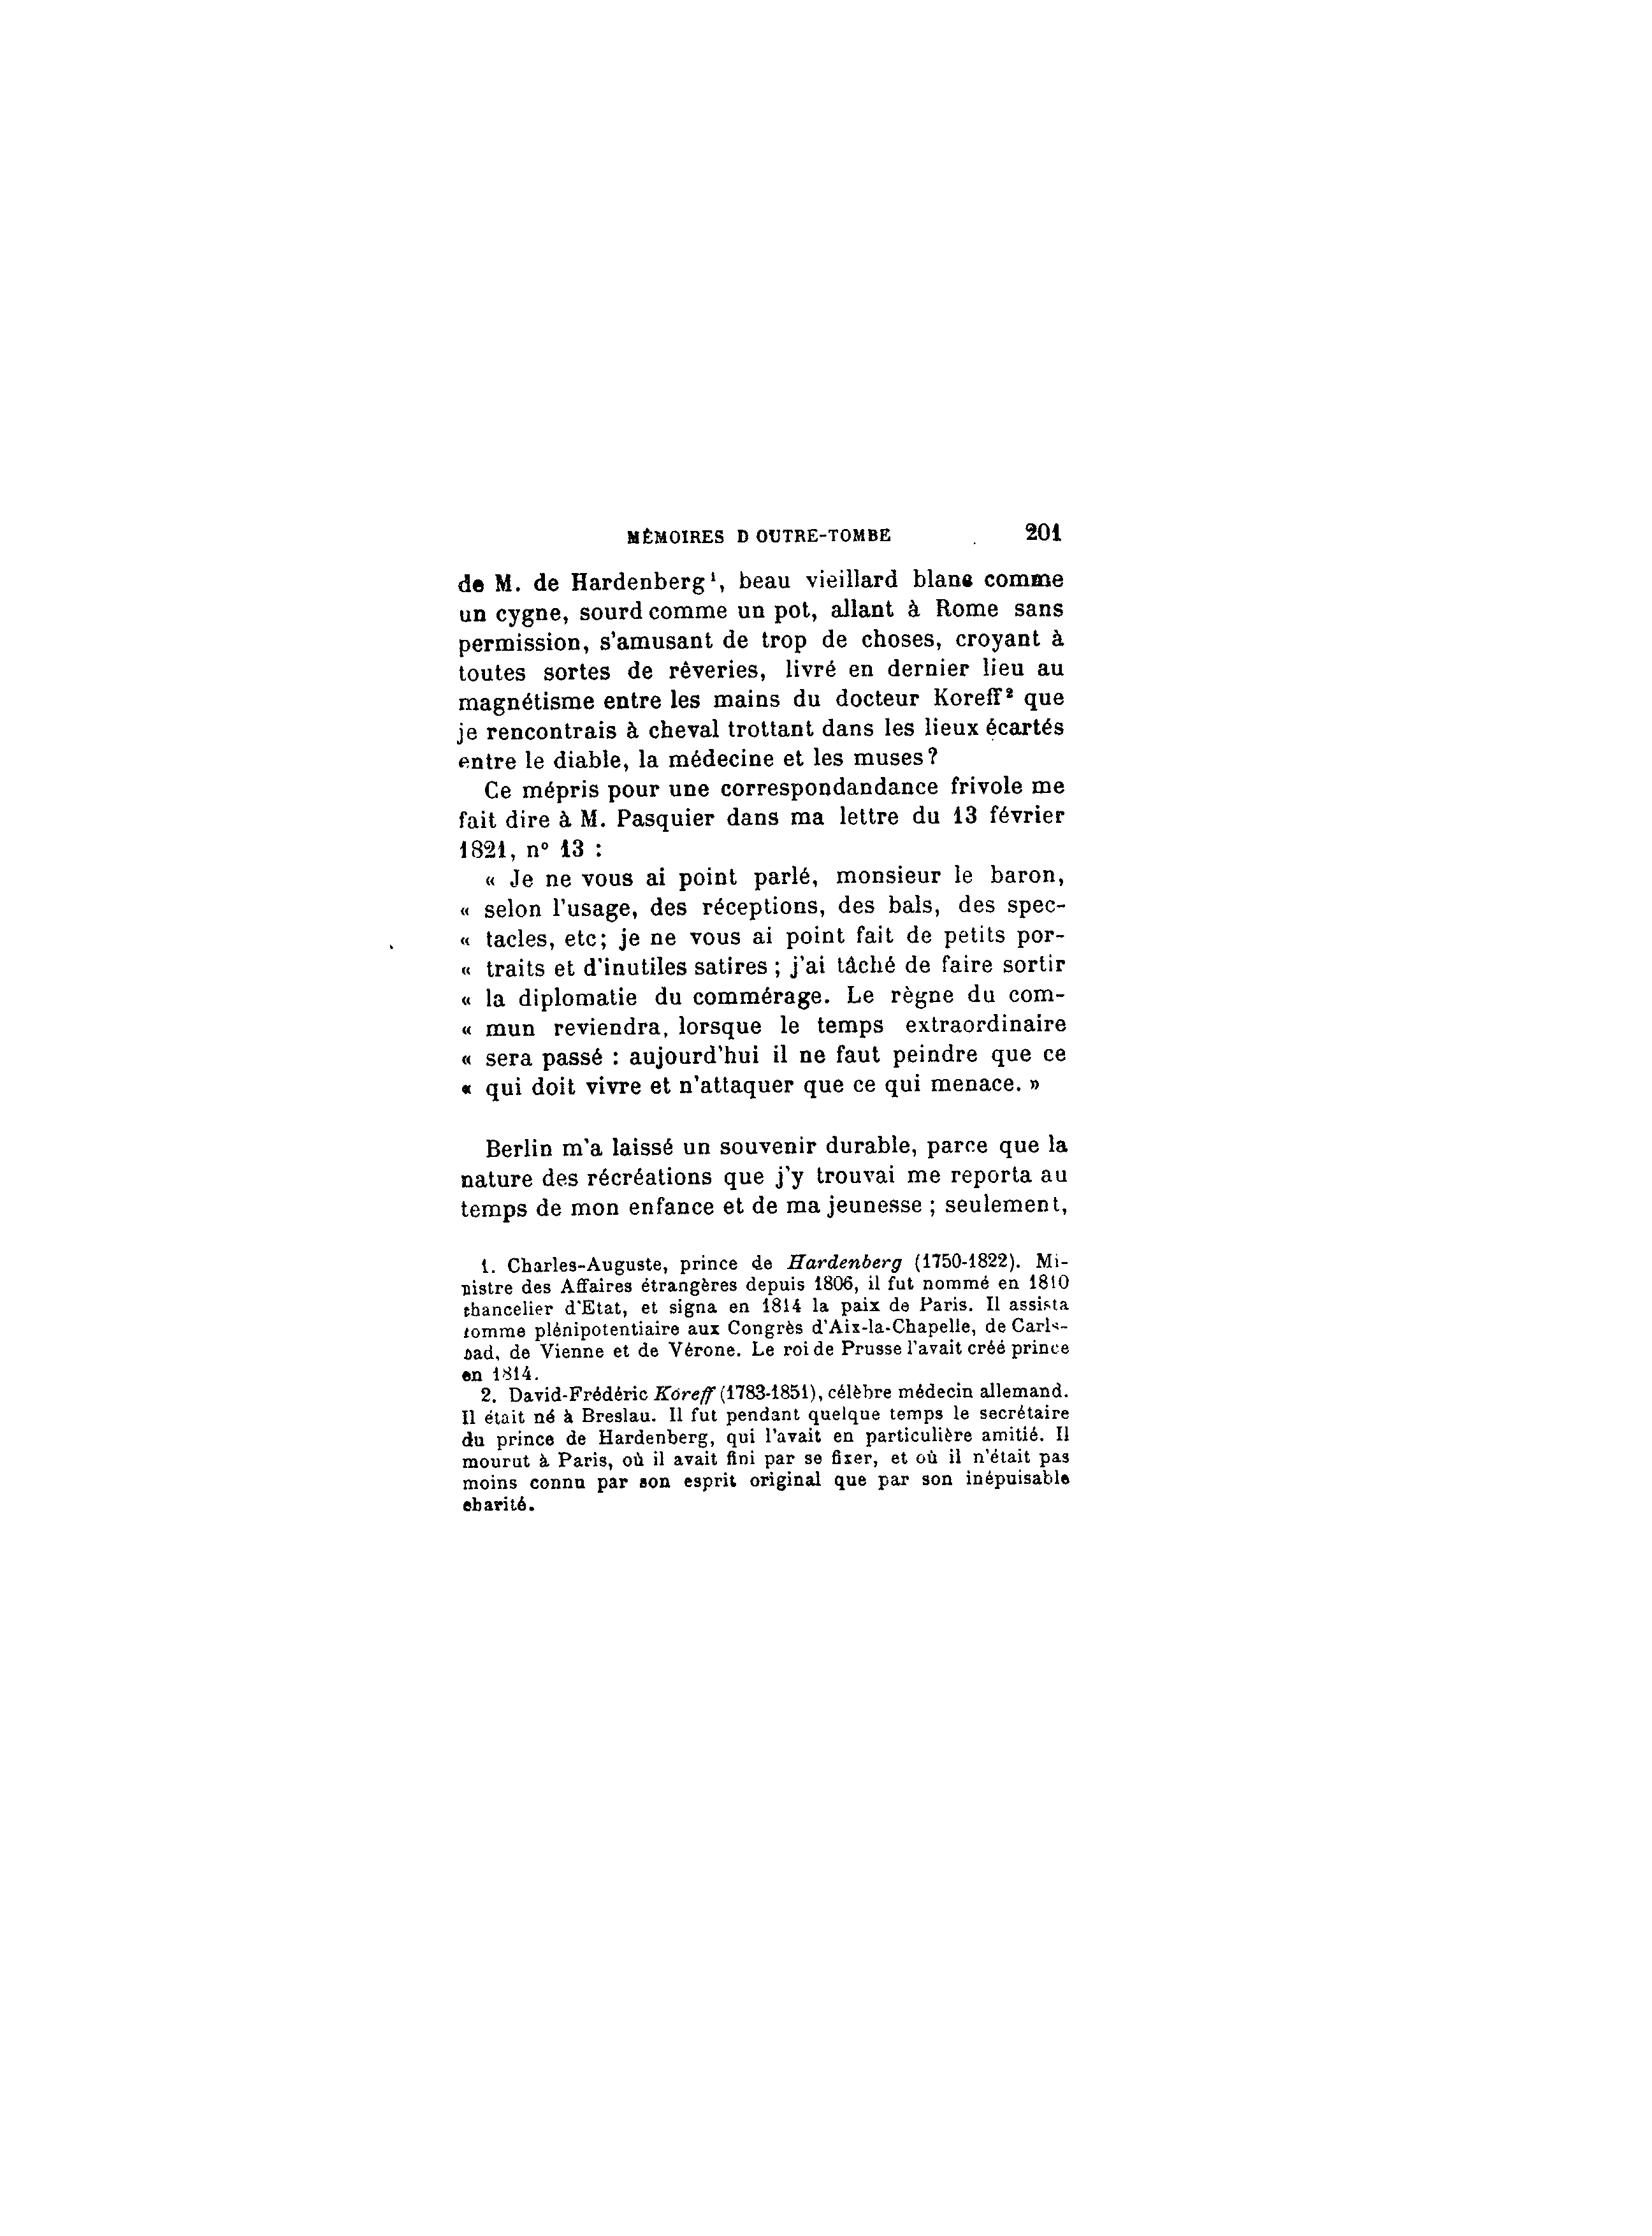 MÉMOIRES D OUTRE-TOMBE 201
de M. de Hardenberg¹, beau vieillard blanc comme
un cygne, sourd comme un pot, allant à Rome sans
permission, s'amusant de trop de choses, croyant à
toutes sortes de rêveries, livré en dernier lieu au
magnétisme entre les mains du docteur Koreff² que
je rencontrais à cheval trottant dans les lieux écartés
entre le diable, la médecine et les muses?
Ce mépris pour une correspondandance frivole me
fait dire à M. Pasquier dans ma lettre du 13 février
1821, nº 13 :
« Je ne vous ai point parlé, monsieur le baron,
« selon l'usage, des réceptions, des bals, des spec-
« tacles, etc; je ne vous ai point fait de petits por-
« traits et d'inutiles satires ; j'ai tâché de faire sortir
« la diplomatie du commérage. Le règne du com-
« mun reviendra, lorsque le temps extraordinaire
« sera passé : aujourd'hui il ne faut peindre que ce
« qui doit vivre et n'attaquer que ce qui menace. »
Berlin m'a laissé un souvenir durable, parce que la
nature des récréations que j'y trouvai me reporta au
temps de mon enfance et de ma jeunesse ; seulement,
1. Charles-Auguste, prince de Hardenberg (1750-1822). Mi-
nistre des Affaires étrangères depuis 1806, il fut nommé en 1810
chancelier d'Etat, et signa en 1814 la paix de Paris. Il assista
comme plénipotentiaire aux Congrès d'Aix-la-Chapelle, de Carls-
bad, de Vienne et de Vérone. Le roi de Prusse l'avait créé prince
en 1814.
2. David-Frédéric Koreff (1783-1851), célèbre médecin allemand.
Il était né à Breslau. Il fut pendant quelque temps le secrétaire
du prince de Hardenberg, qui l'avait en particulière amitié. Il
mourut à Paris, où il avait fini par se fixer, et où il n'était pas
moins connu par son esprit original que par son inépuisable
charité.